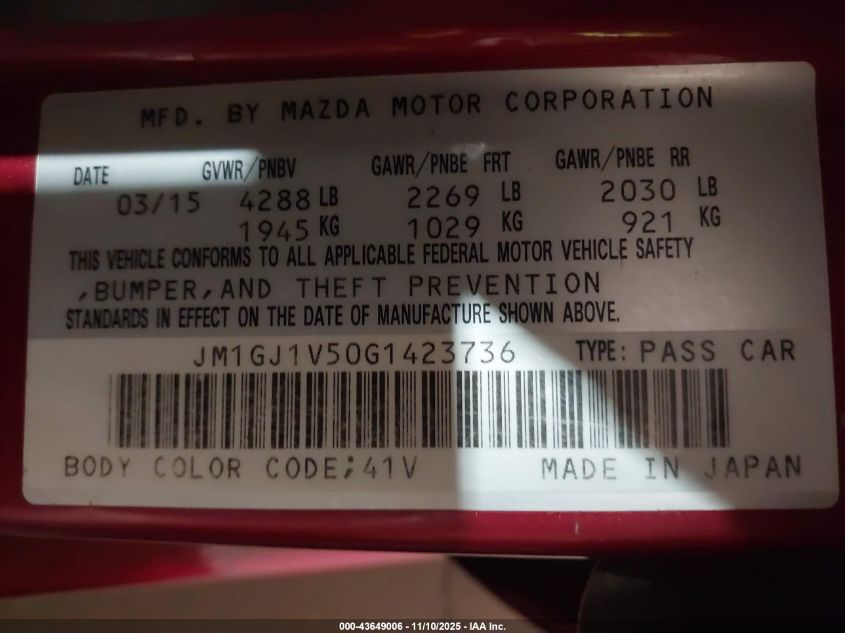 MFD. BY MAZDA MOTOR CORPORATION
DATE GVWR/PNBV GAWR/PNBE FRT GAWR/PNBE RR
03/15 4288 LB 2269 LB 2030 LB
1945 KG 1029 KG 921 KG
THIS VEHICLE CONFORMS TO ALL APPLICABLE FEDERAL MOTOR VEHICLE SAFETY
,BUMPER,AND THEFT PREVENTION
STANDARDS IN EFFECT ON THE DATE OF MANUFACTURE SHOWN ABOVE.
JM1GJ1V50G1423736 TYPE: PASS CAR
BODY COLOR CODE;41V MADE IN JAPAN
000-43649006 - 11/10/2025 - IAA Inc.